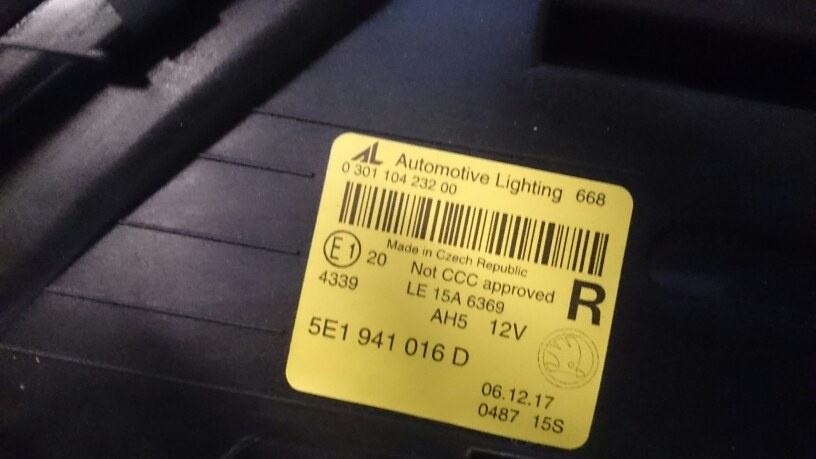 AL Automotive Lighting 668
0 301 104 232 00
Made in Czech Republic
E1 20
Not CCC approved
4339
LE 15A 6369
R
AH5 12V
5E1 941 016 D
06.12.17
0487 15S